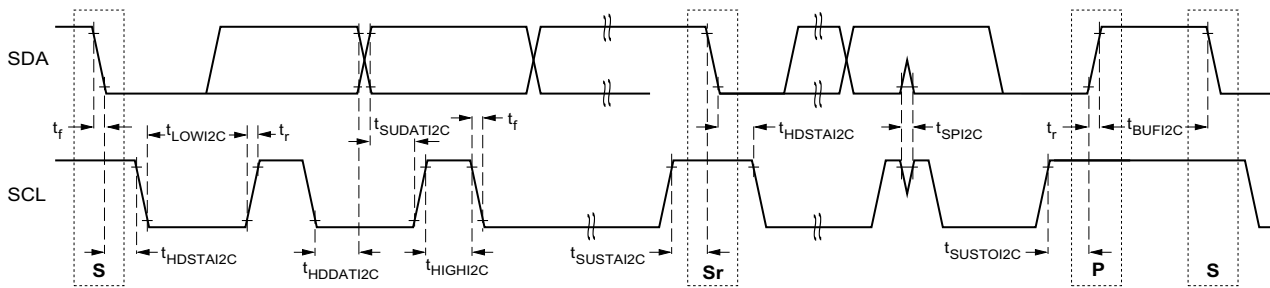 SDA
t_f
t_LOWI2C
t_r
t_SUDATI2C
t_f
t_HDSTAI2C
t_SPI2C
t_r
t_BUFI2C
SCL
t_HDSTAI2C
t_HDDATI2C
t_HIGHI2C
t_SUSTAI2C
t_SUSTOI2C
S
Sr
P
S